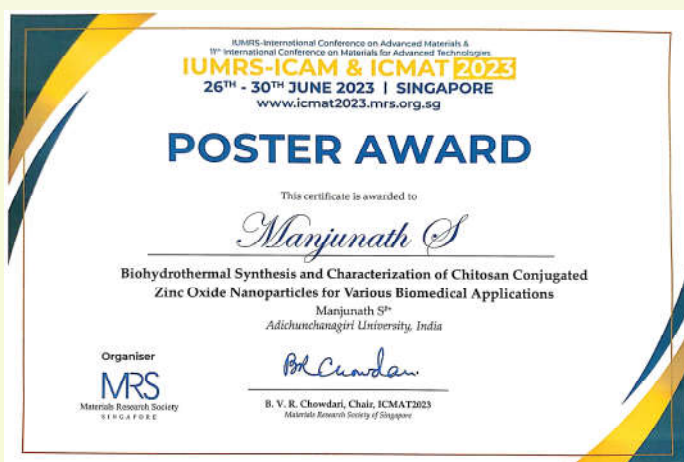 IUMRS-International Conference on Advanced Materials &
11th International Conference on Materials for Advanced Technologies
IUMRS-ICAM & ICMAT 2023
26TH - 30TH JUNE 2023 | SINGAPORE
www.icmat2023.mrs.org.sg
POSTER AWARD
This certificate is awarded to
Manjunath S
Biohydrothermal Synthesis and Characterization of Chitosan Conjugated
Zinc Oxide Nanoparticles for Various Biomedical Applications
Manjunath S
Adichunchanagiri University, India
Organiser
MRS
Materials Research Society
SINGAPORE
B. V. R. Chowdari, Chair, ICMAT2023
Materials Research Society of Singapore